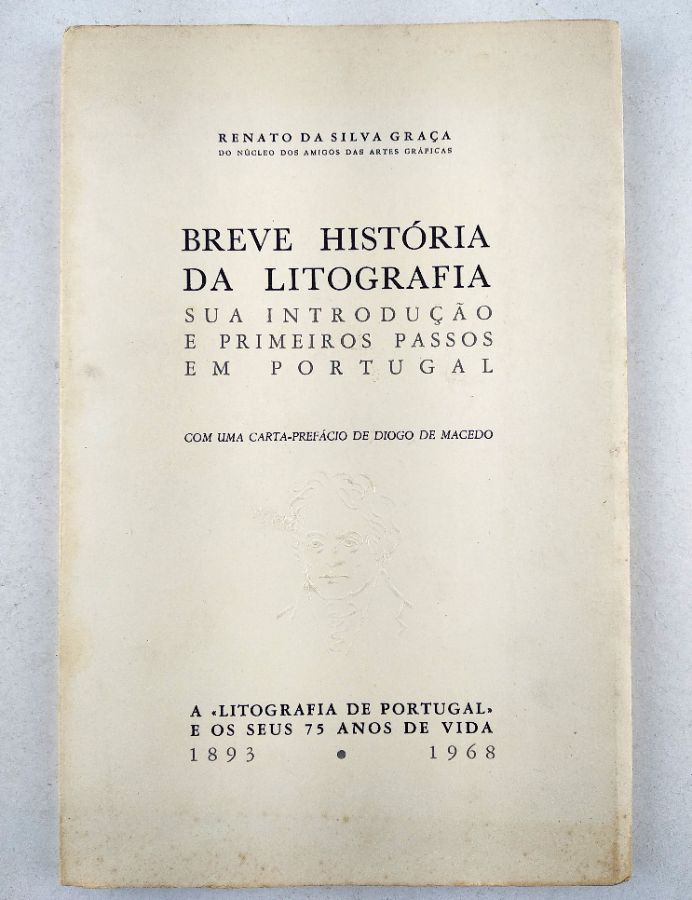 RENATO DA SILVA GRAÇA
DO NÚCLEO DOS AMIGOS DAS ARTES GRÁFICAS
BREVE HISTÓRIA
DA LITOGRAFIA
SUA INTRODUÇÃO
E PRIMEIROS PASSOS
EM PORTUGAL
COM UMA CARTA-PREFÁCIO DE DIOGO DE MACEDO
A «LITOGRAFIA DE PORTUGAL»
E OS SEUS 75 ANOS DE VIDA
1893 • 1968